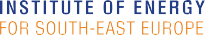 INSTITUTE OF ENERGY
FOR SOUTH-EAST EUROPE